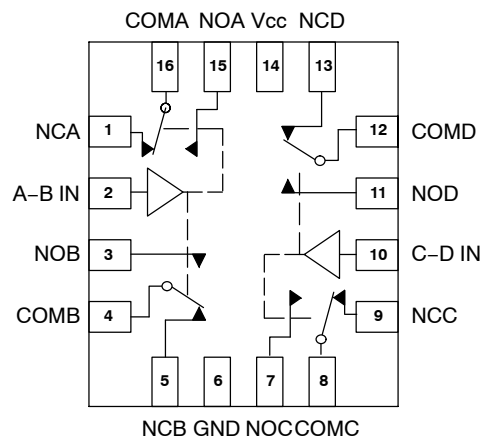 COMA NOA Vcc NCD
16 15 14 13
NCA 1 12 COMD
A–B IN 2 11 NOD
NOB 3 10 C–D IN
COMB 4 9 NCC
5 6 7 8
NCB GND NOC COMC